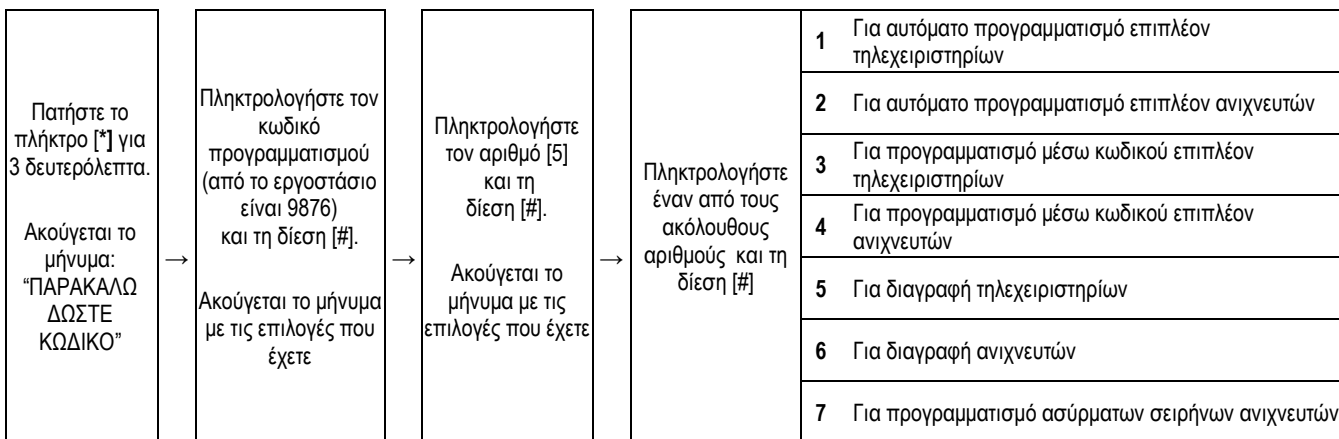 Πατήστε το
πλήκτρο [*] για
3 δευτερόλεπτα.
Ακούγεται το
μήνυμα:
“ΠΑΡΑΚΑΛΩ
ΔΩΣΤΕ
ΚΩΔΙΚΟ”
→
Πληκτρολογήστε τον
κωδικό
προγραμματισμού
(από το εργοστάσιο
είναι 9876)
και τη δίεση [#].
Ακούγεται το μήνυμα
με τις επιλογές που
έχετε
→
Πληκτρολογήστε
τον αριθμό [5]
και τη
δίεση [#].
Ακούγεται το
μήνυμα με τις
επιλογές που έχετε
→
Πληκτρολογήστε
έναν από τους
ακόλουθους
αριθμούς και τη
δίεση [#]
1 Για αυτόματο προγραμματισμό επιπλέον
τηλεχειριστηρίων
2 Για αυτόματο προγραμματισμό επιπλέον ανιχνευτών
3 Για προγραμματισμό μέσω κωδικού επιπλέον
τηλεχειριστηρίων
4 Για προγραμματισμό μέσω κωδικού επιπλέον
ανιχνευτών
5 Για διαγραφή τηλεχειριστηρίων
6 Για διαγραφή ανιχνευτών
7 Για προγραμματισμό ασύρματων σειρήνων ανιχνευτών